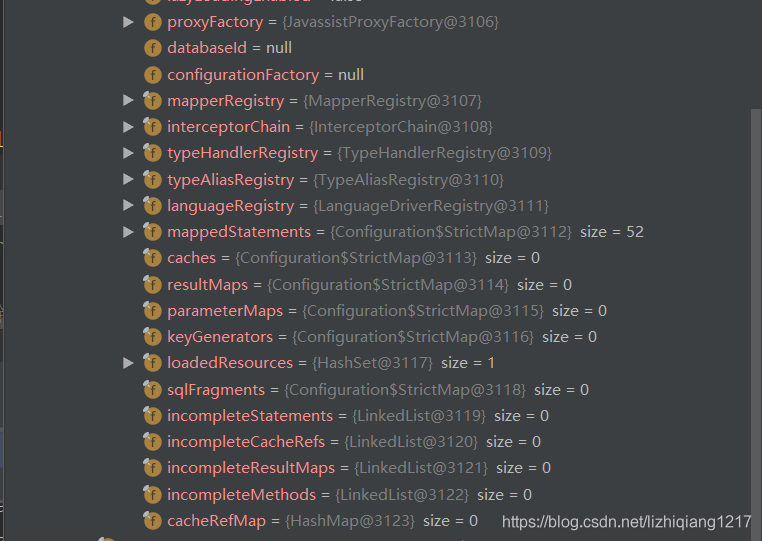 proxyFactory = {JavassistProxyFactory@3106}
databaseId = null
configurationFactory = null
mapperRegistry = {MapperRegistry@3107}
interceptorChain = {InterceptorChain@3108}
typeHandlerRegistry = {TypeHandlerRegistry@3109}
typeAliasRegistry = {TypeAliasRegistry@3110}
languageRegistry = {LanguageDriverRegistry@3111}
mappedStatements = {Configuration$StrictMap@3112} size = 52
caches = {Configuration$StrictMap@3113} size = 0
resultMaps = {Configuration$StrictMap@3114} size = 0
parameterMaps = {Configuration$StrictMap@3115} size = 0
keyGenerators = {Configuration$StrictMap@3116} size = 0
loadedResources = {HashSet@3117} size = 1
sqlFragments = {Configuration$StrictMap@3118} size = 0
incompleteStatements = {LinkedList@3119} size = 0
incompleteCacheRefs = {LinkedList@3120} size = 0
incompleteResultMaps = {LinkedList@3121} size = 0
incompleteMethods = {LinkedList@3122} size = 0
cacheRefMap = {HashMap@3123} size = 0
https://blog.csdn.net/lizhiqiang1217